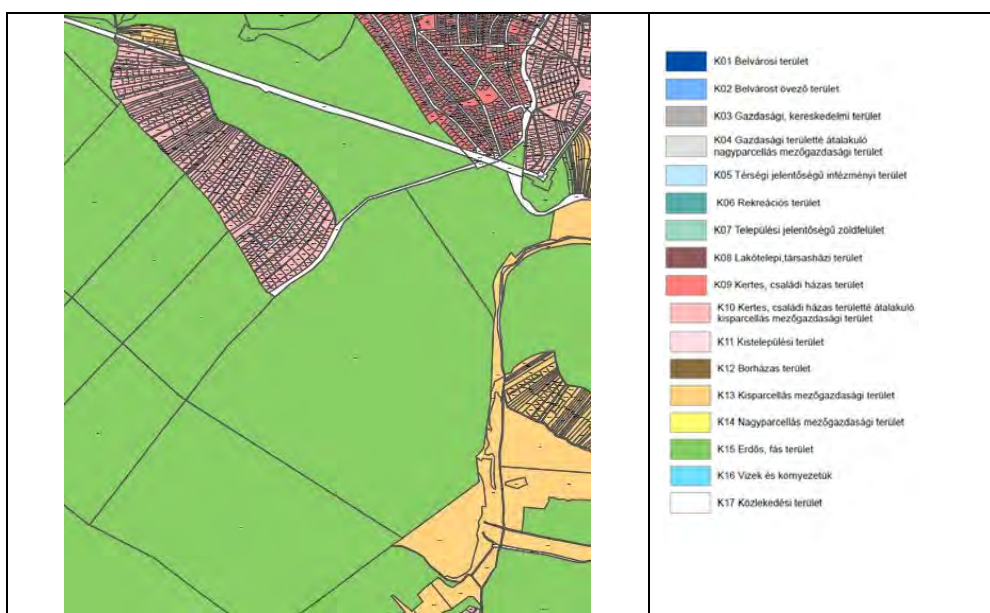 K01 Belvárosi terület
K02 Belvárost övező terület
K03 Gazdasági, kereskedelmi terület
K04 Gazdasági területté átalakuló
nagyparcellás mezőgazdasági terület
K05 Térségi jelentőségű intézményi terület
K06 Rekreációs terület
K07 Települési jelentőségű zöldfelület
K08 Lakótelepi,társasházi terület
K09 Kertes, családi házas terület
K10 Kertes, családi házas területté átalakuló
kisparcellás mezőgazdasági terület
K11 Kistelepülési terület
K12 Borházas terület
K13 Kisparcellás mezőgazdasági terület
K14 Nagyparcellás mezőgazdasági terület
K15 Erdős, fás terület
K16 Vizek és környezetük
K17 Közlekedési terület